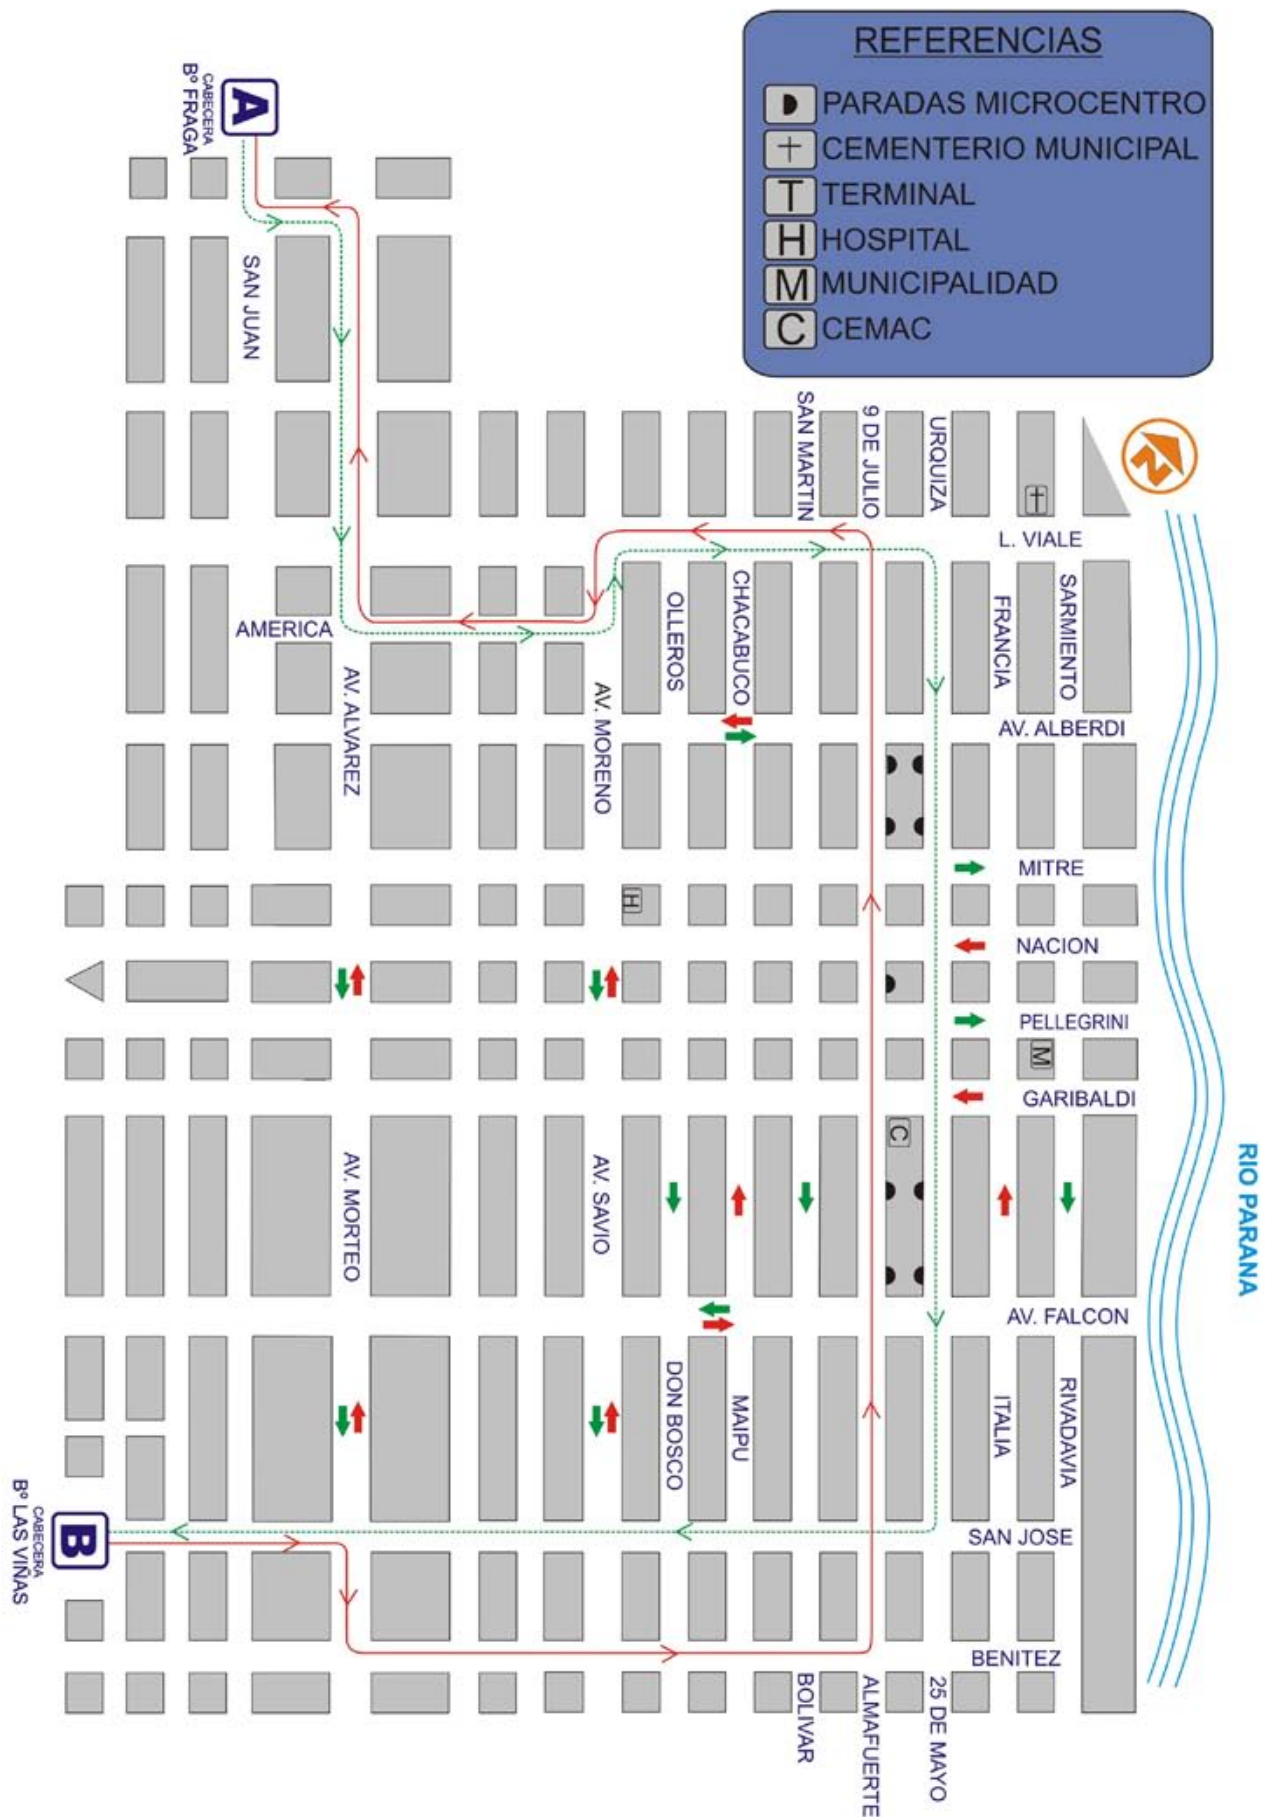 REFERENCIAS
PARADAS MICROCENTRO
CEMENTERIO MUNICIPAL
T TERMINAL
H HOSPITAL
M MUNICIPALIDAD
C CEMAC
A
CABECERA
Bº FRAGA
SAN JUAN
SAN MARTIN
9 DE JULIO
URQUIZA
N
L. VIALE
AMERICA
OLLEROS
CHACABUCO
FRANCIA
SARMIENTO
AV. ALVAREZ
AV. MORENO
AV. ALBERDI
MITRE
H
NACION
PELLEGRINI
M
GARIBALDI
C
RIO PARANA
AV. MORTEO
AV. SAVIO
AV. FALCON
DON BOSCO
MAIPU
ITALIA
RIVADAVIA
B
CABECERA
Bº LAS VIÑAS
SAN JOSE
BENITEZ
BOLIVAR
ALMAFUERTE
25 DE MAYO